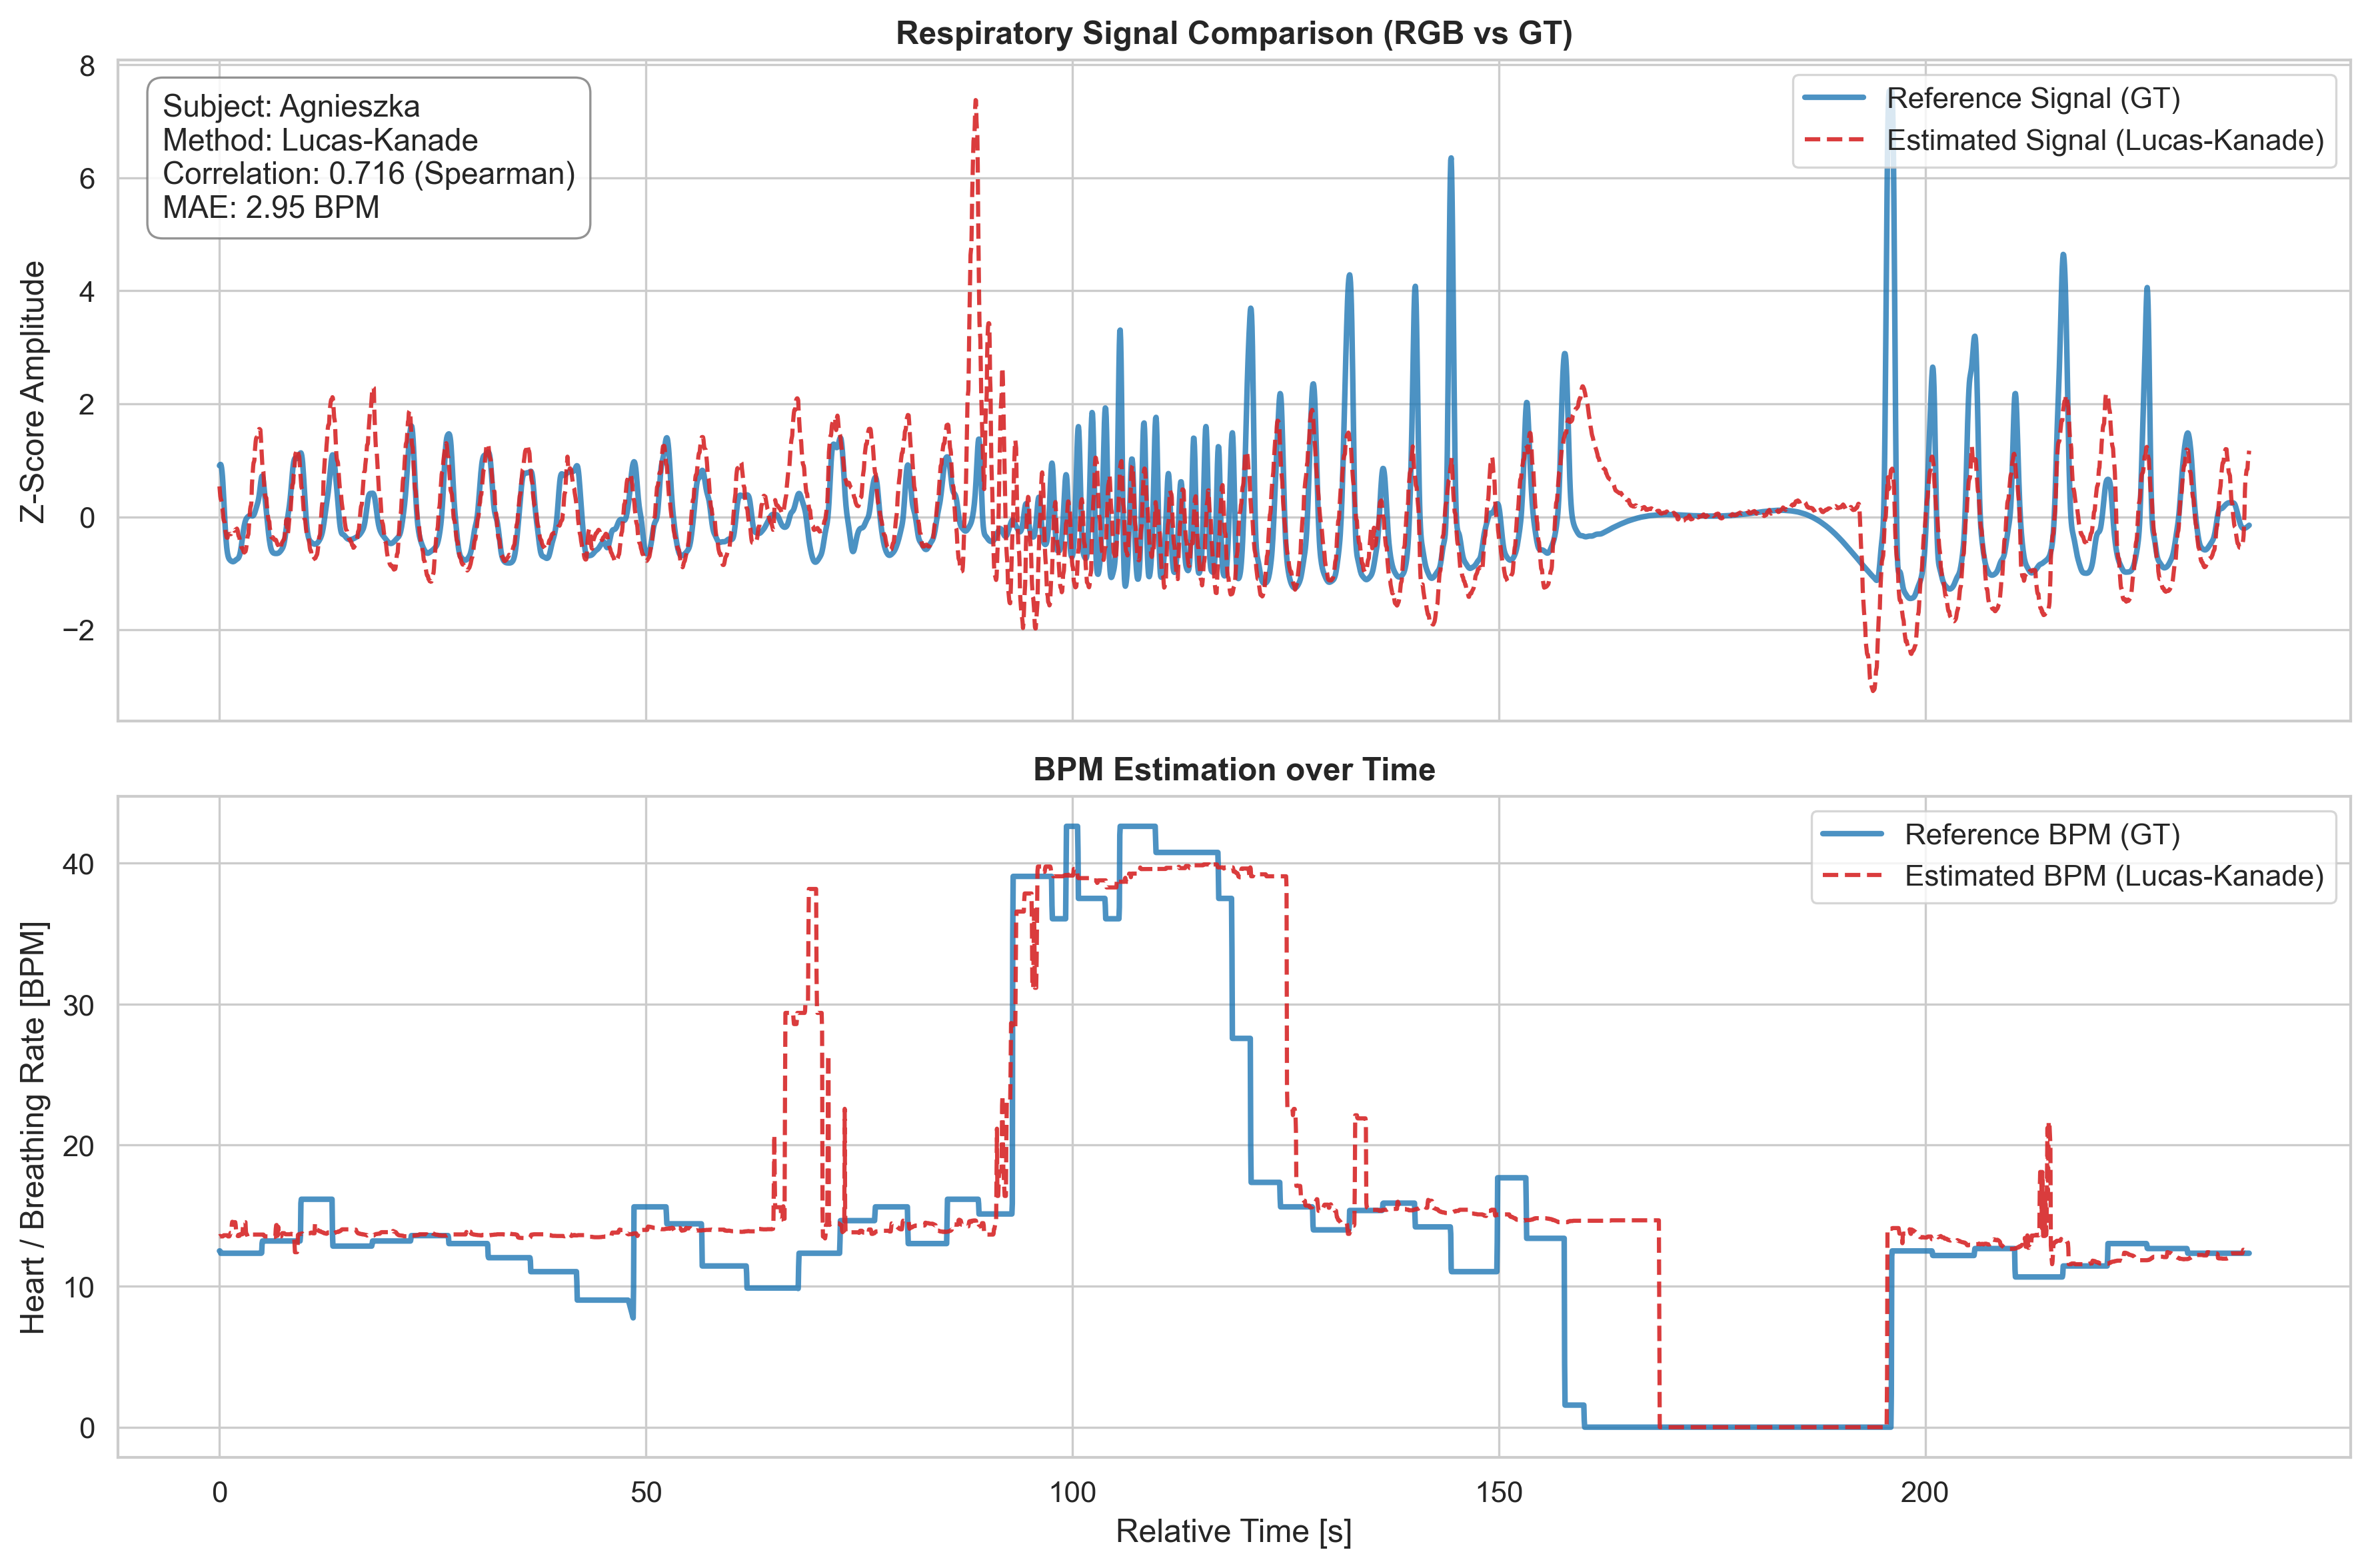 Respiratory Signal Comparison (RGB vs GT)
8
6
4
2
0
−2
Z-Score Amplitude
Subject: Agnieszka
Method: Lucas-Kanade
Correlation: 0.716 (Spearman)
MAE: 2.95 BPM
Reference Signal (GT)
Estimated Signal (Lucas-Kanade)
BPM Estimation over Time
40
30
20
10
0
Heart / Breathing Rate [BPM]
Reference BPM (GT)
Estimated BPM (Lucas-Kanade)
0 50 100 150 200
Relative Time [s]